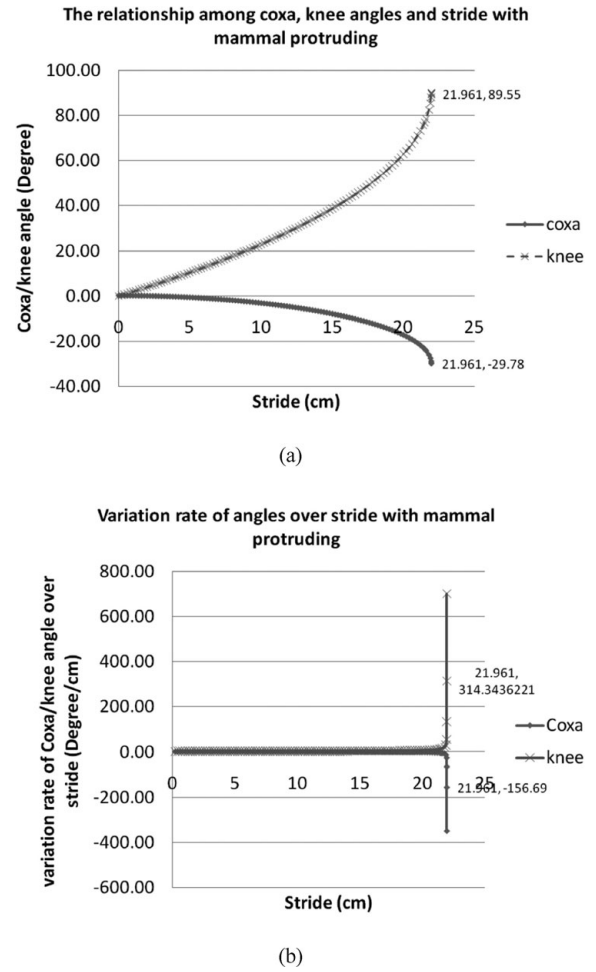 The relationship among coxa, knee angles and stride with
mammal protruding
Coxa/knee angle (Degree)
100.00
80.00
60.00
40.00
20.00
0.00
-20.00
-40.00
21.961, 89.55
0 5 10 15 20 25
21.961, -29.78
coxa
knee
Stride (cm)
(a)
Variation rate of angles over stride with mammal
protruding
variation rate of Coxa/knee angle over
stride (Degree/cm)
800.00
600.00
400.00
200.00
0.00
-200.00
-400.00
-600.00
21.961,
314.3436221
0 5 10 15 20 25
21.961, -156.69
Coxa
knee
Stride (cm)
(b)